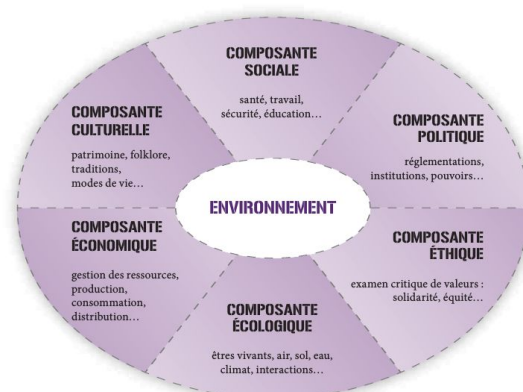 COMPOSANTE
SOCIALE
santé, travail,
sécurité, éducation…
COMPOSANTE
CULTURELLE
patrimoine, folklore,
traditions,
modes de vie…
COMPOSANTE
POLITIQUE
réglementations,
institutions, pouvoirs…
ENVIRONNEMENT
COMPOSANTE
ÉCONOMIQUE
gestion des ressources,
production,
consommation,
distribution…
COMPOSANTE
ÉTHIQUE
examen critique de valeurs :
solidarité, équité…
COMPOSANTE
ÉCOLOGIQUE
êtres vivants, air, sol, eau,
climat, interactions…